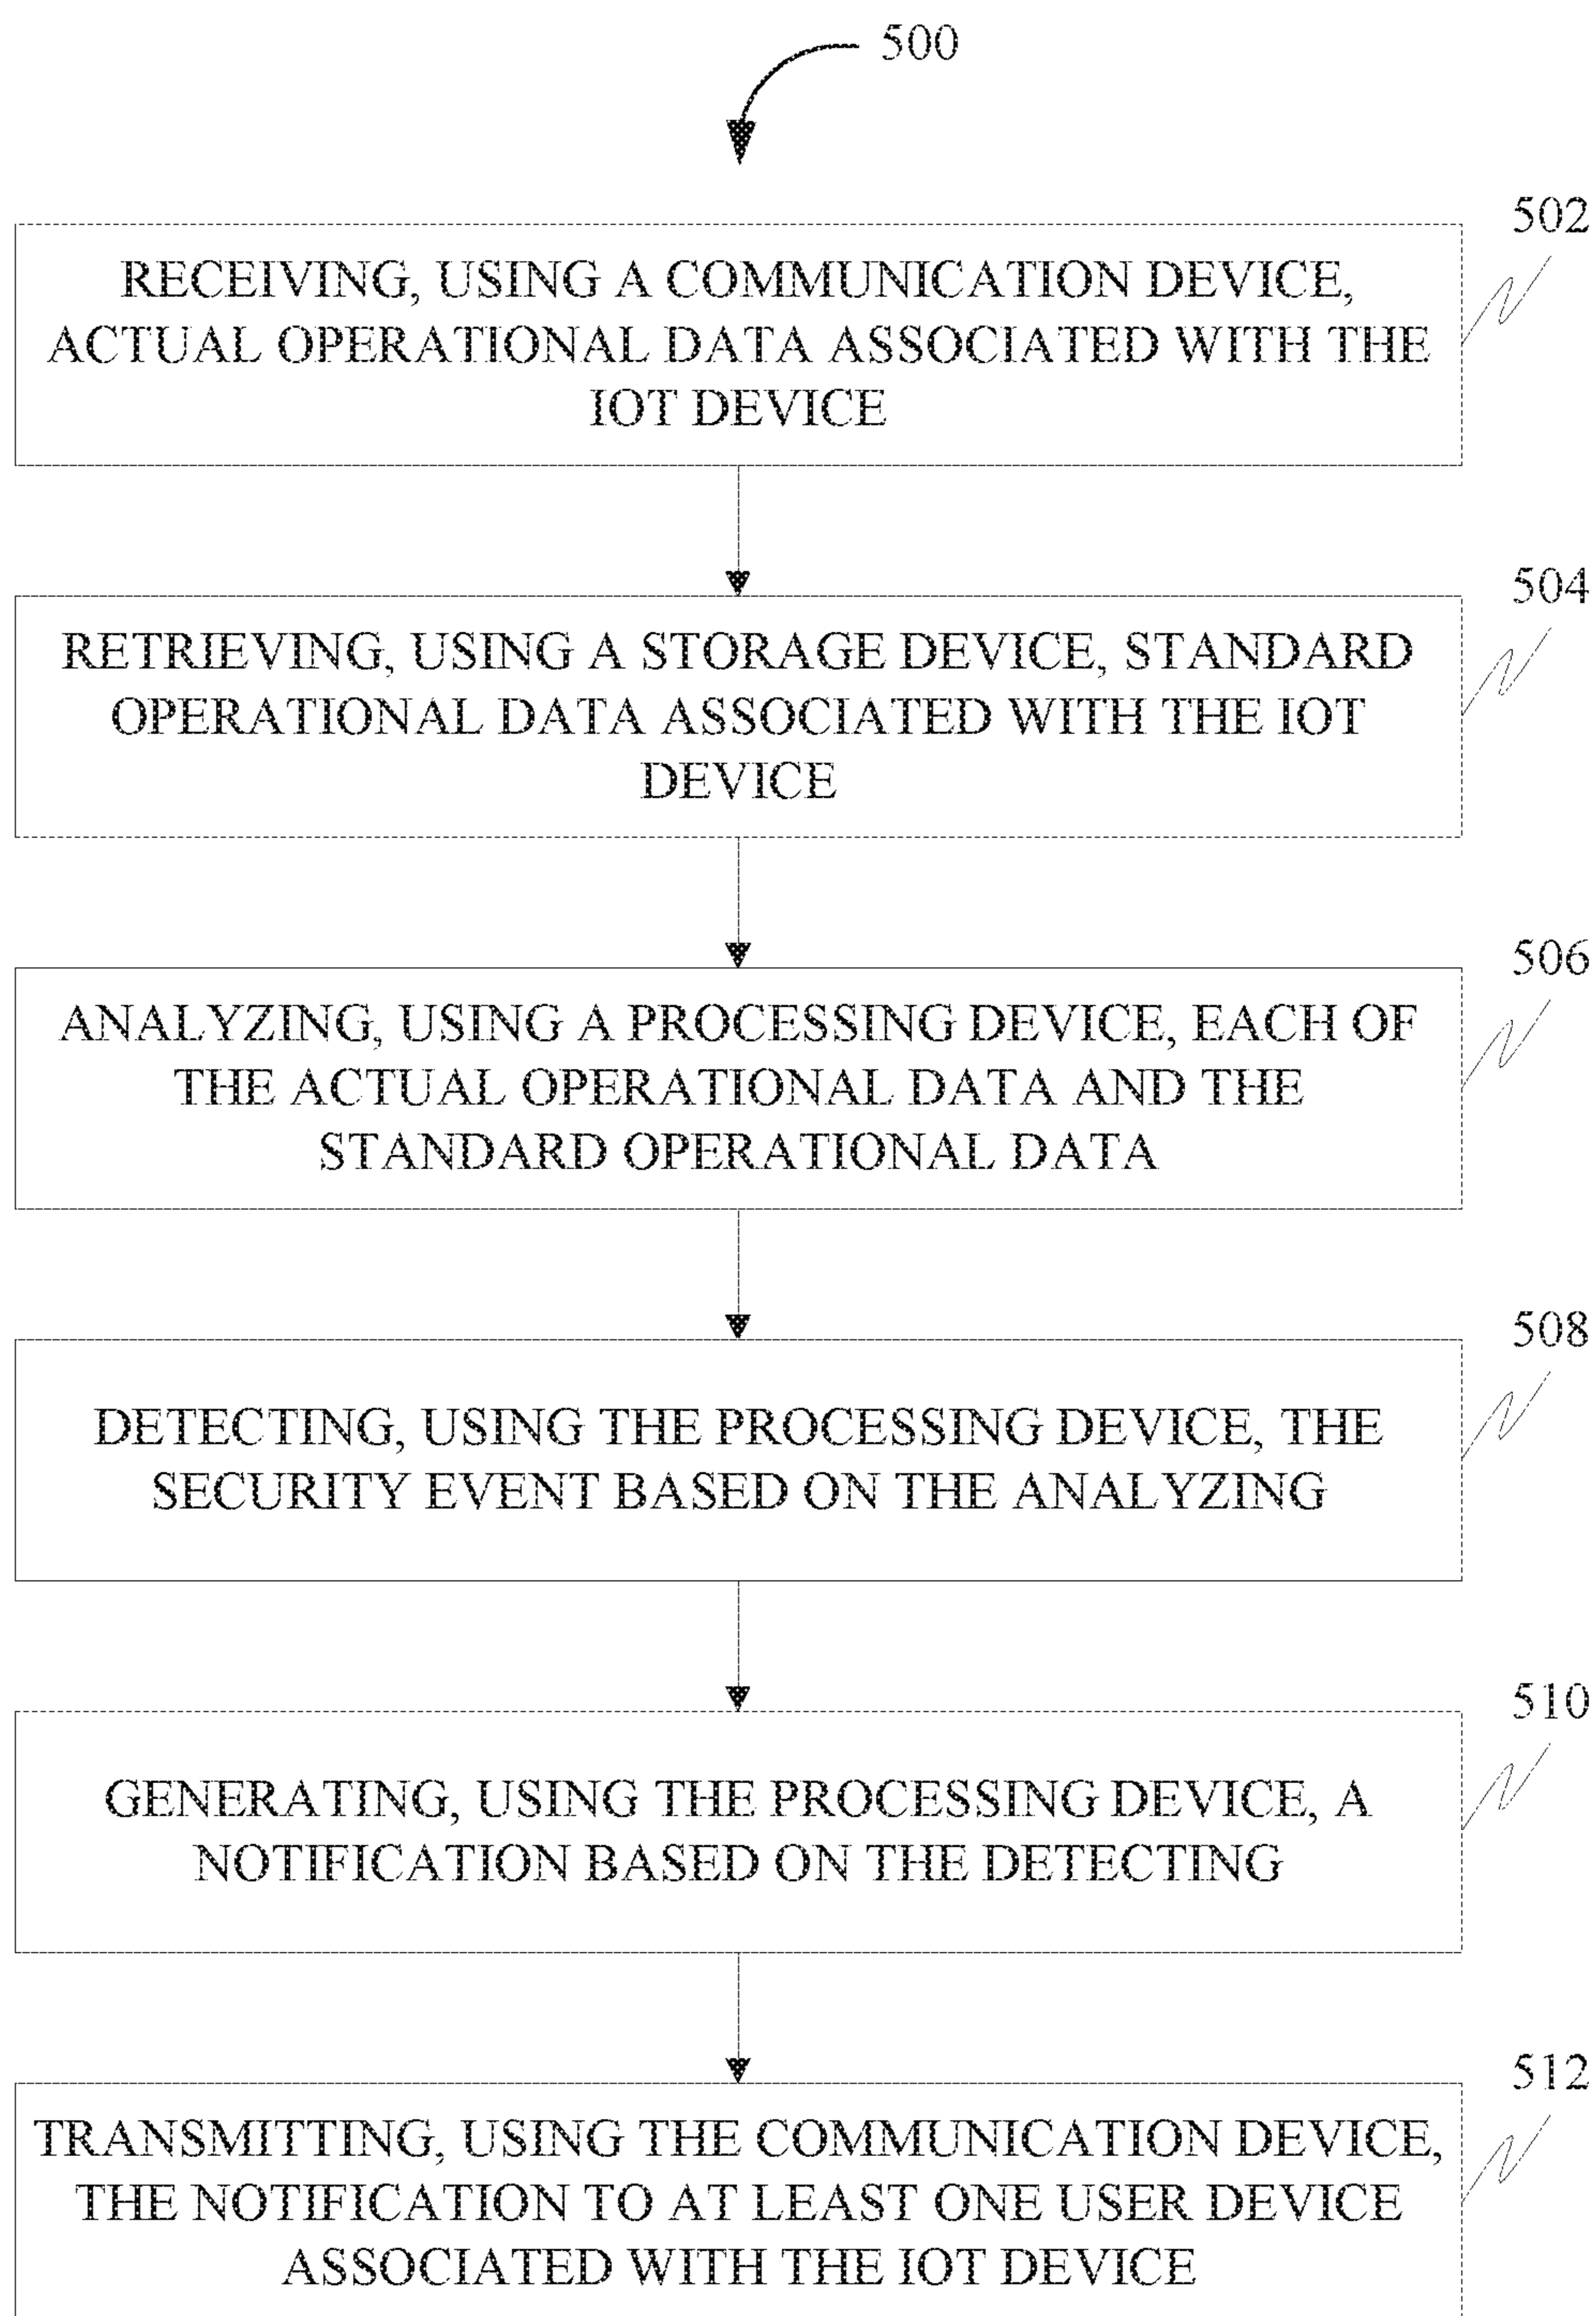 500
502
RECEIVING, USING A COMMUNICATION DEVICE,
ACTUAL OPERATIONAL DATA ASSOCIATED WITH THE
IOT DEVICE
504
RETRIEVING, USING A STORAGE DEVICE, STANDARD
OPERATIONAL DATA ASSOCIATED WITH THE IOT
DEVICE
506
ANALYZING, USING A PROCESSING DEVICE, EACH OF
THE ACTUAL OPERATIONAL DATA AND THE
STANDARD OPERATIONAL DATA
508
DETECTING, USING THE PROCESSING DEVICE, THE
SECURITY EVENT BASED ON THE ANALYZING
510
GENERATING, USING THE PROCESSING DEVICE, A
NOTIFICATION BASED ON THE DETECTING
512
TRANSMITTING, USING THE COMMUNICATION DEVICE,
THE NOTIFICATION TO AT LEAST ONE USER DEVICE
ASSOCIATED WITH THE IOT DEVICE